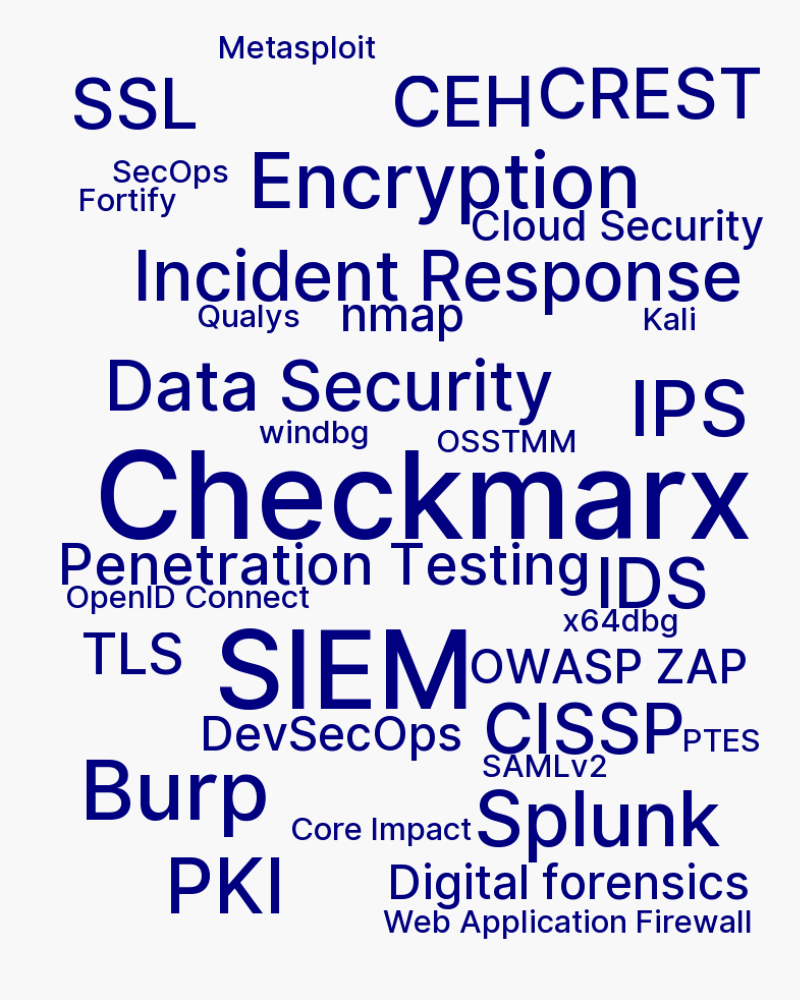 Metasploit
SSL
CEH
CREST
SecOps
Encryption
Fortify
Cloud Security
Incident Response
Qualys
nmap
Kali
Data Security
IPS
windbg
OSSTMM
Checkmarx
Penetration Testing
IDS
OpenID Connect
x64dbg
TLS
SIEM
OWASP ZAP
DevSecOps
CISSP
PTES
SAMLv2
Burp
Core Impact
Splunk
PKI
Digital forensics
Web Application Firewall